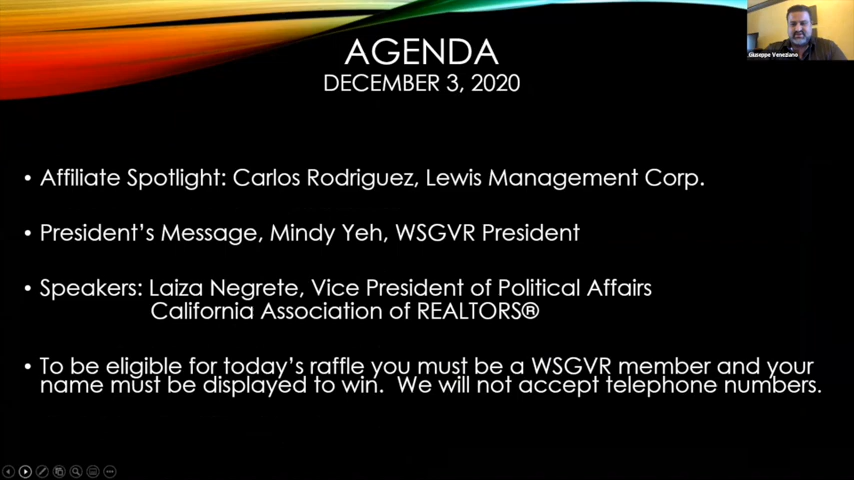 AGENDA
DECEMBER 3, 2020
Giuseppe Veneziano
• Affiliate Spotlight: Carlos Rodriguez, Lewis Management Corp.
• President's Message, Mindy Yeh, WSGVR President
• Speakers: Laiza Negrete, Vice President of Political Affairs
California Association of REALTORS®
• To be eligible for today's raffle you must be a WSGVR member and your
name must be displayed to win. We will not accept telephone numbers.